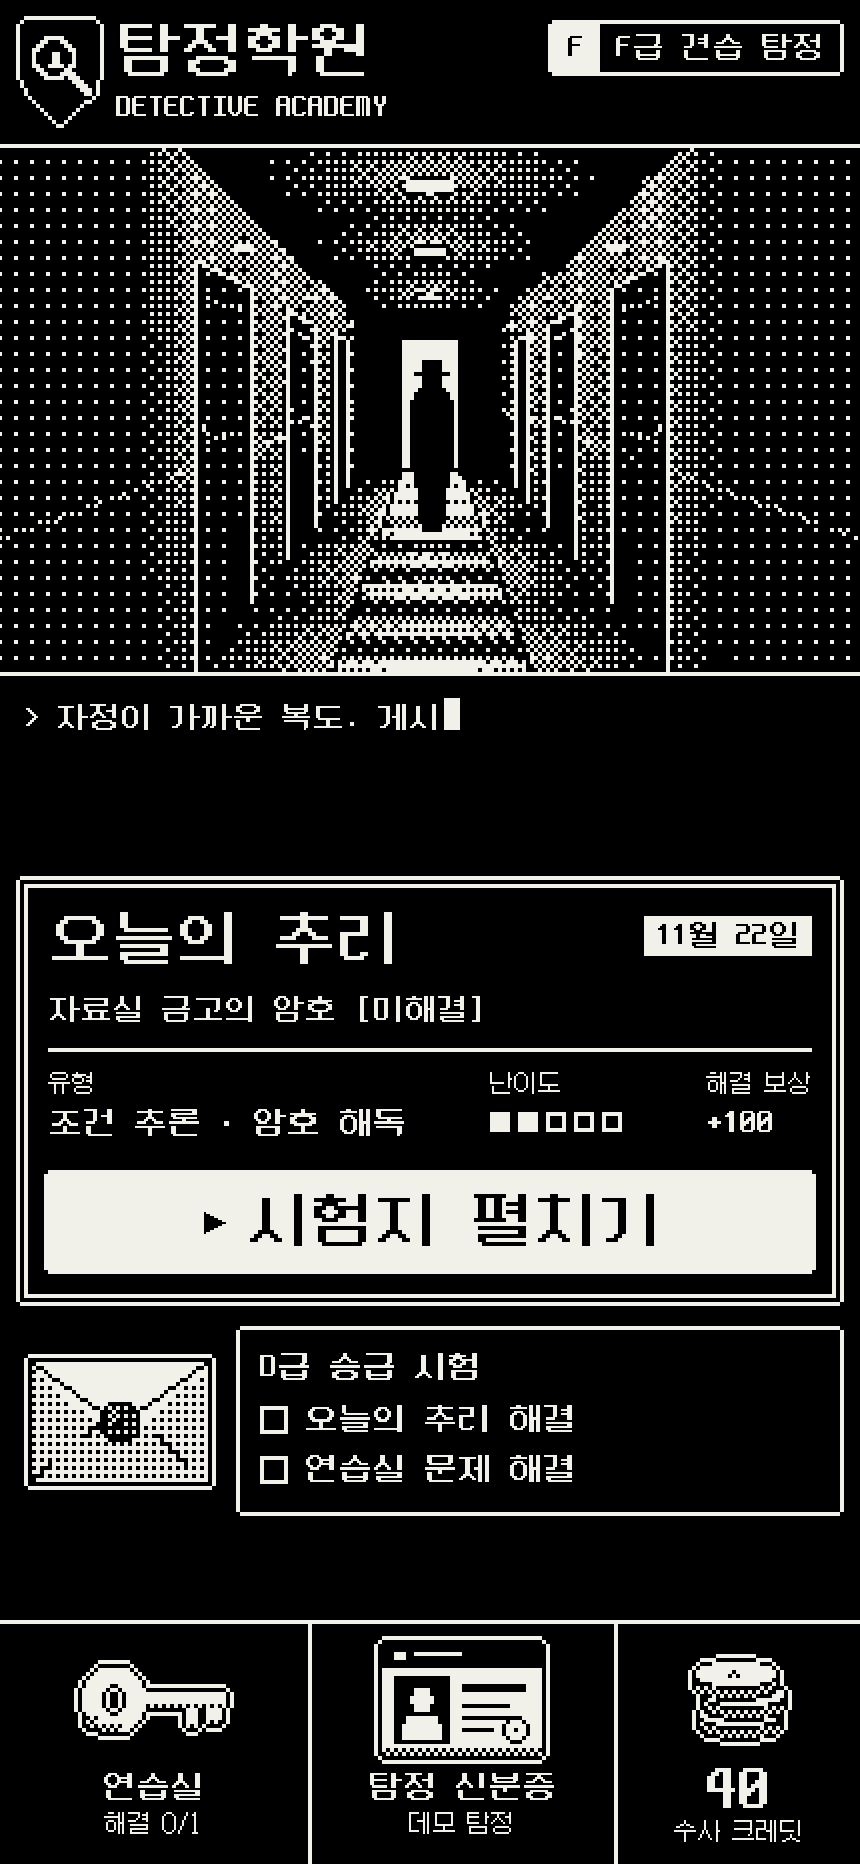 탐정학원
DETECTIVE ACADEMY
F F급 견습 탐정
> 자정이 가까운 복도. 게시
오늘의 추리
11월 22일
자료실 금고의 암호 [미해결]
유형 난이도 해결 보상
조건 추론 · 암호 해독 +100
▶ 시험지 펼치기
D급 승급 시험
오늘의 추리 해결
연습실 문제 해결
연습실
해결 0/1
탐정 신분증
데모 탐정
40
수사 크레딧